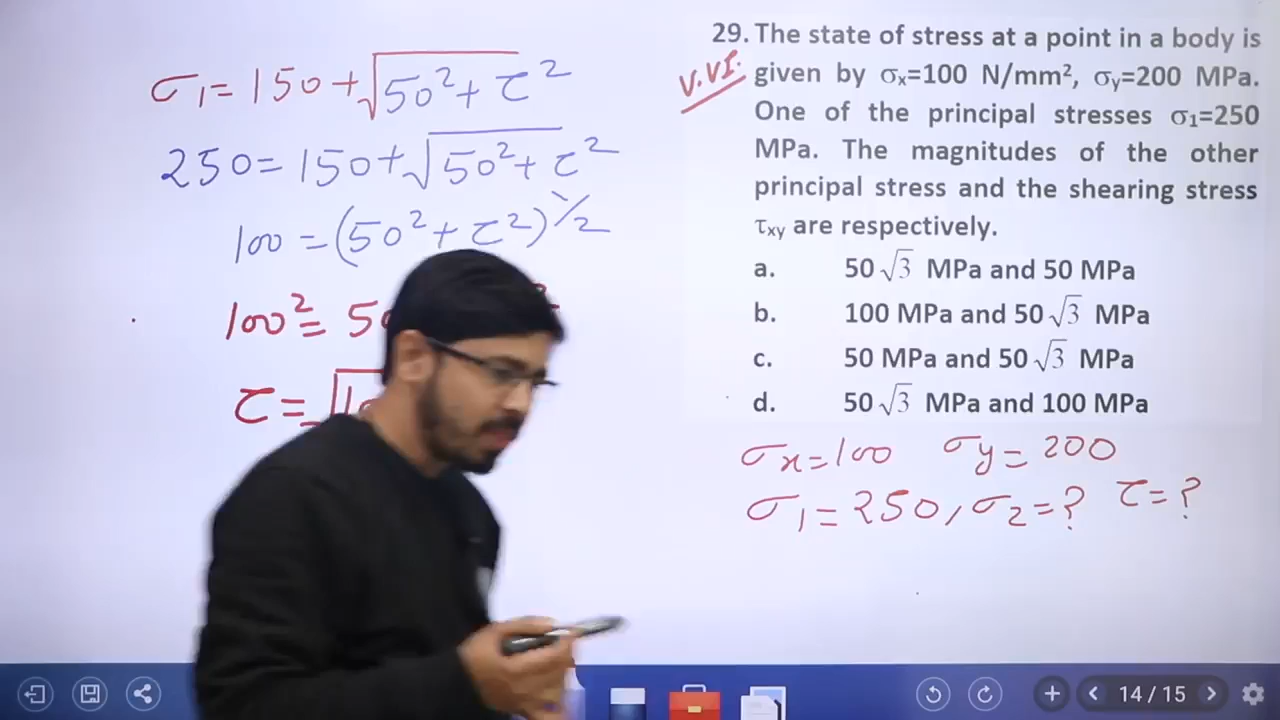 σ1= 150 + √50² + τ²
250 = 150 + √50² + τ²
100 = (50² + τ²)^1/2
100² =
τ =
V.VI.
29. The state of stress at a point in a body is
given by σx=100 N/mm², σy=200 MPa.
One of the principal stresses σ1=250
MPa. The magnitudes of the other
principal stress and the shearing stress
τxy are respectively.
a. 50√3 MPa and 50 MPa
b. 100 MPa and 50√3 MPa
c. 50 MPa and 50√3 MPa
d. 50√3 MPa and 100 MPa
σx=100 σy=200
σ1=250, σ2=? τ=?
14 / 15